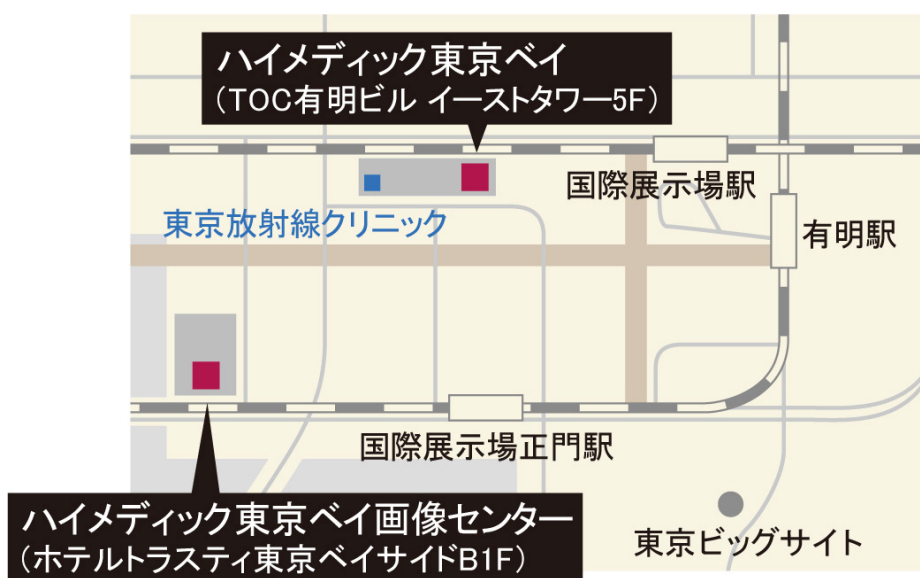 ハイメディック東京ベイ
（TOC有明ビル イーストタワー5F）
国際展示場駅
東京放射線クリニック
有明駅
国際展示場正門駅
ハイメディック東京ベイ画像センター
（ホテルトラスティ東京ベイサイドB1F）
東京ビッグサイト